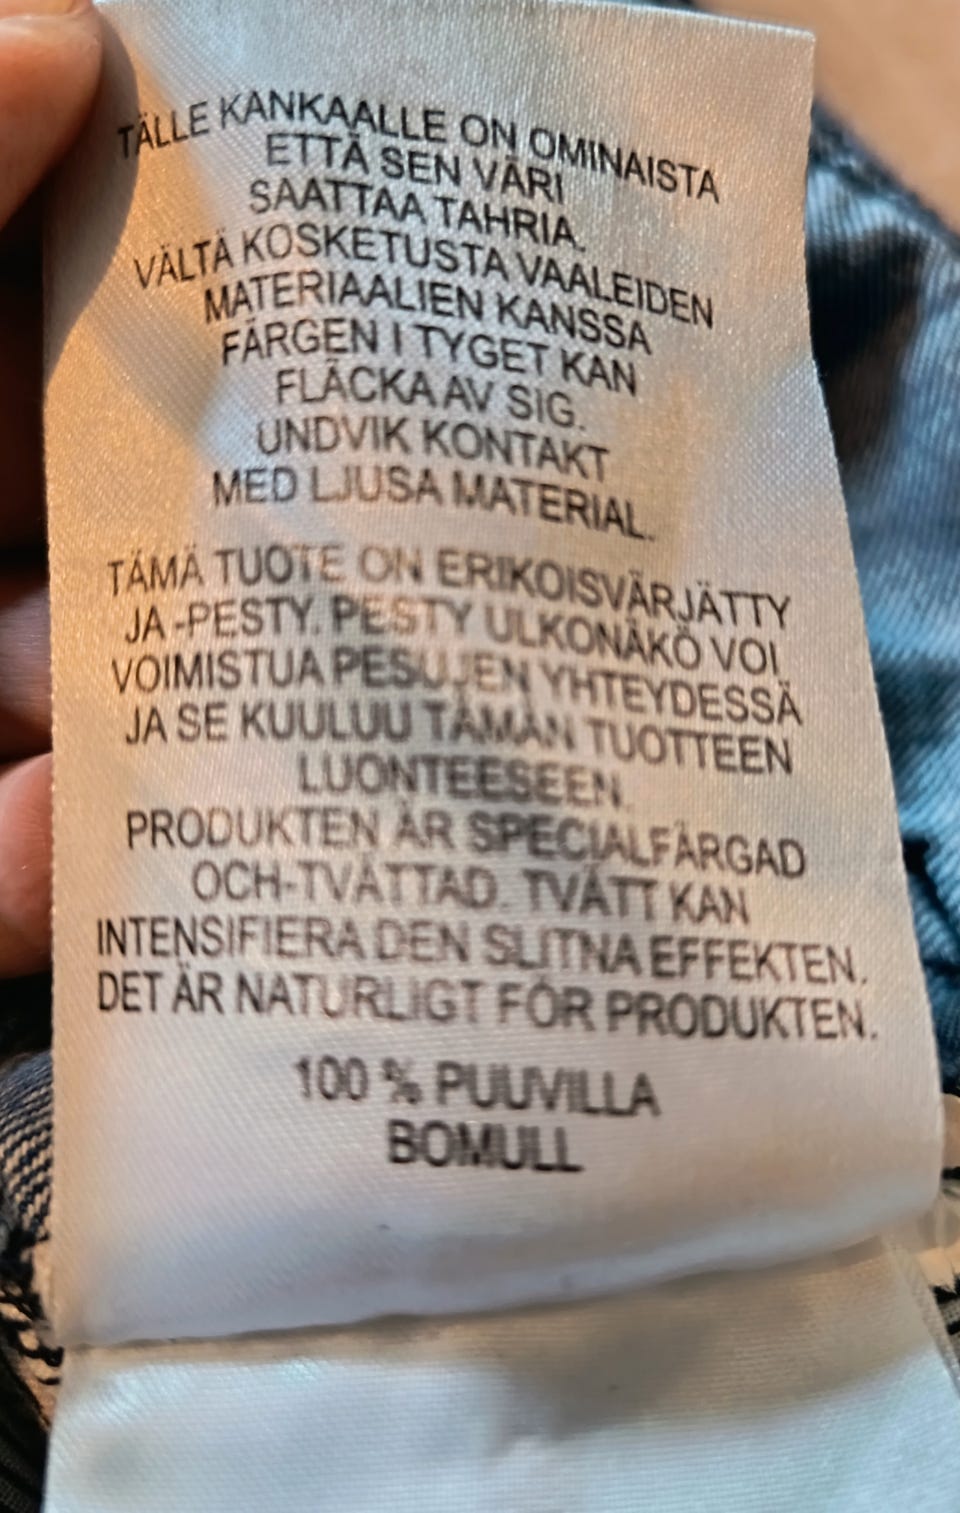 TÄLLE KANKAALLE ON OMINAISTA
ETTÄ SEN VÄRI
SAATTAA TAHRIA.
VÄLTÄ KOSKETUSTA VAALEIDEN
MATERIAALIEN KANSSA
FÄRGEN I TYGET KAN
FLÄCKA AV SIG.
UNDVIK KONTAKT
MED LJUSA MATERIAL.
TÄMÄ TUOTE ON ERIKOISVÄRJÄTTY
JA -PESTY. PESTY ULKONÄKÖ VOI
VOIMISTUA PESUJEN YHTEYDESSÄ
JA SE KUULUU TÄMÄN TUOTTEEN
LUONTEESEEN.
PRODUKTEN ÄR SPECIALFÄRGAD
OCH-TVÄTTAD. TVÄTT KAN
INTENSIFIERA DEN SLITNA EFFEKTEN.
DET ÄR NATURLIGT FÖR PRODUKTEN.
100 % PUUVILLA
BOMULL